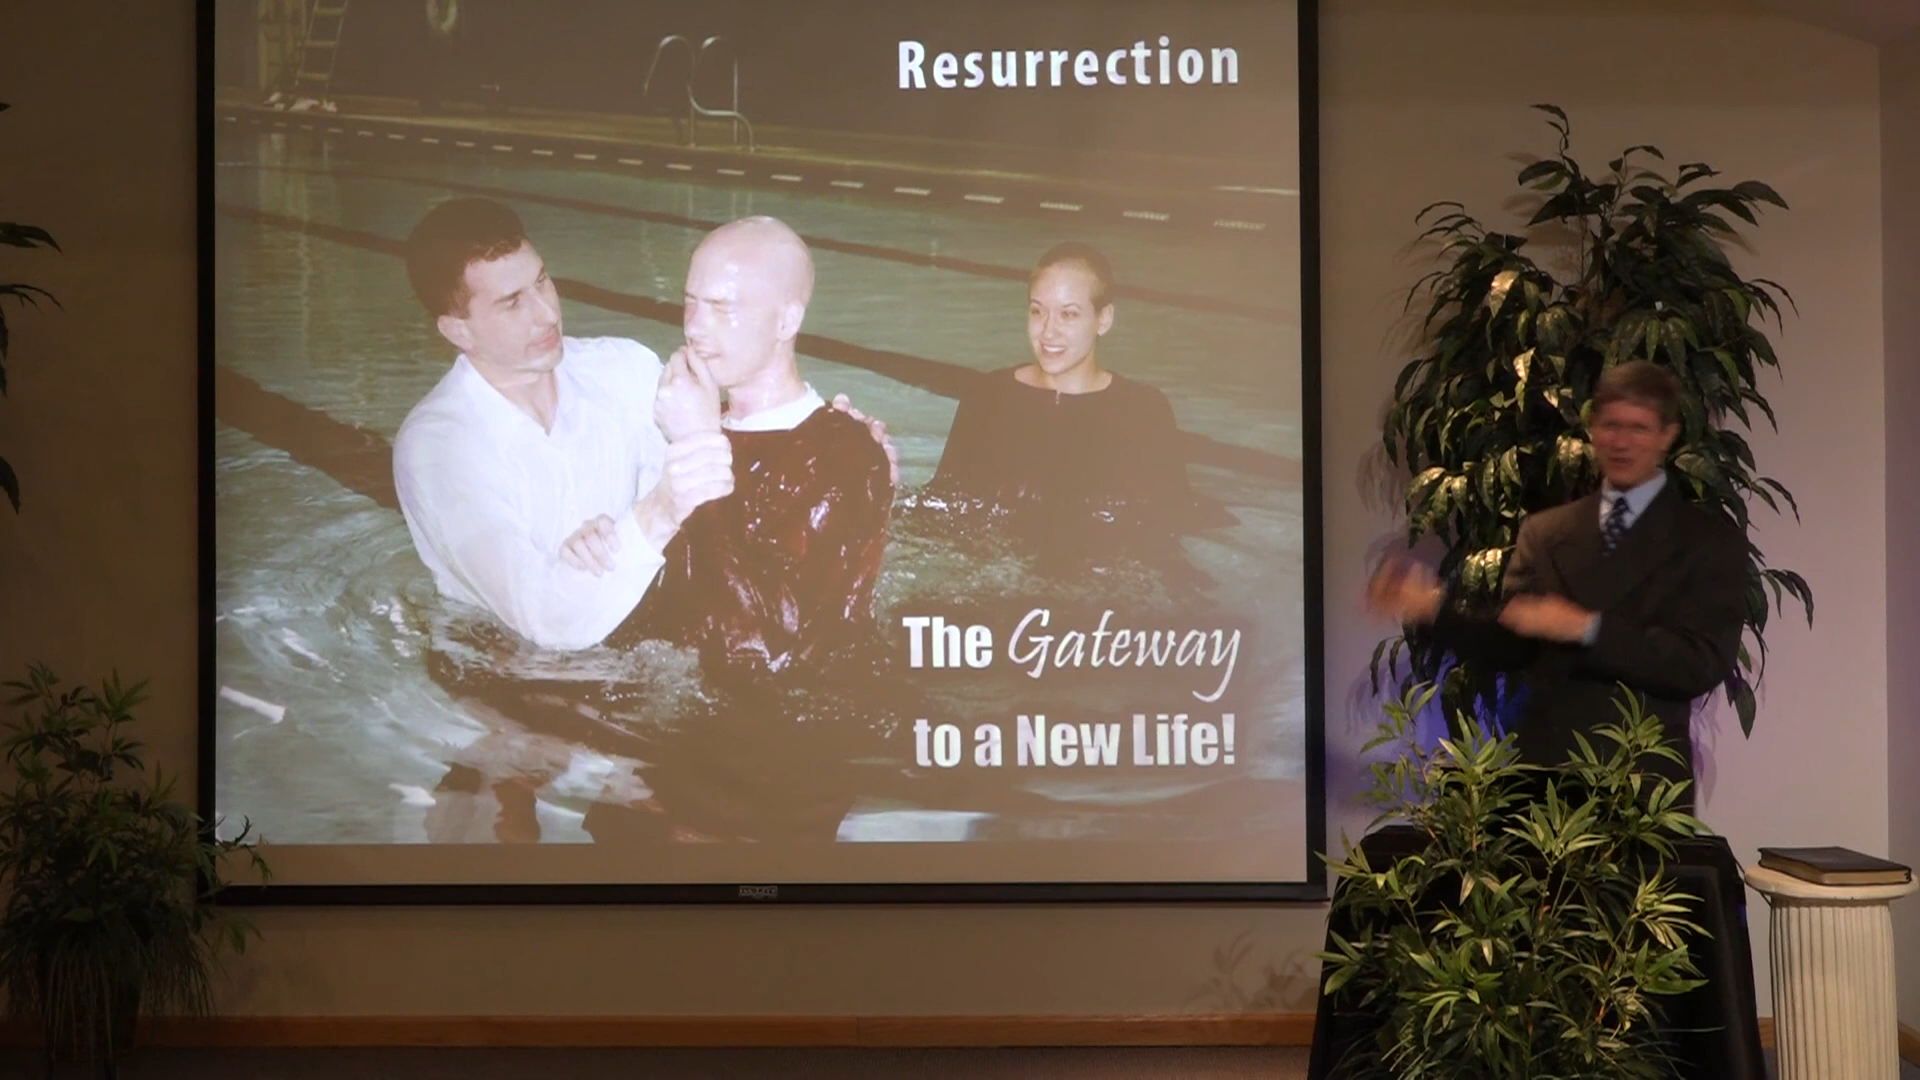 Resurrection
The Gateway
to a New Life!